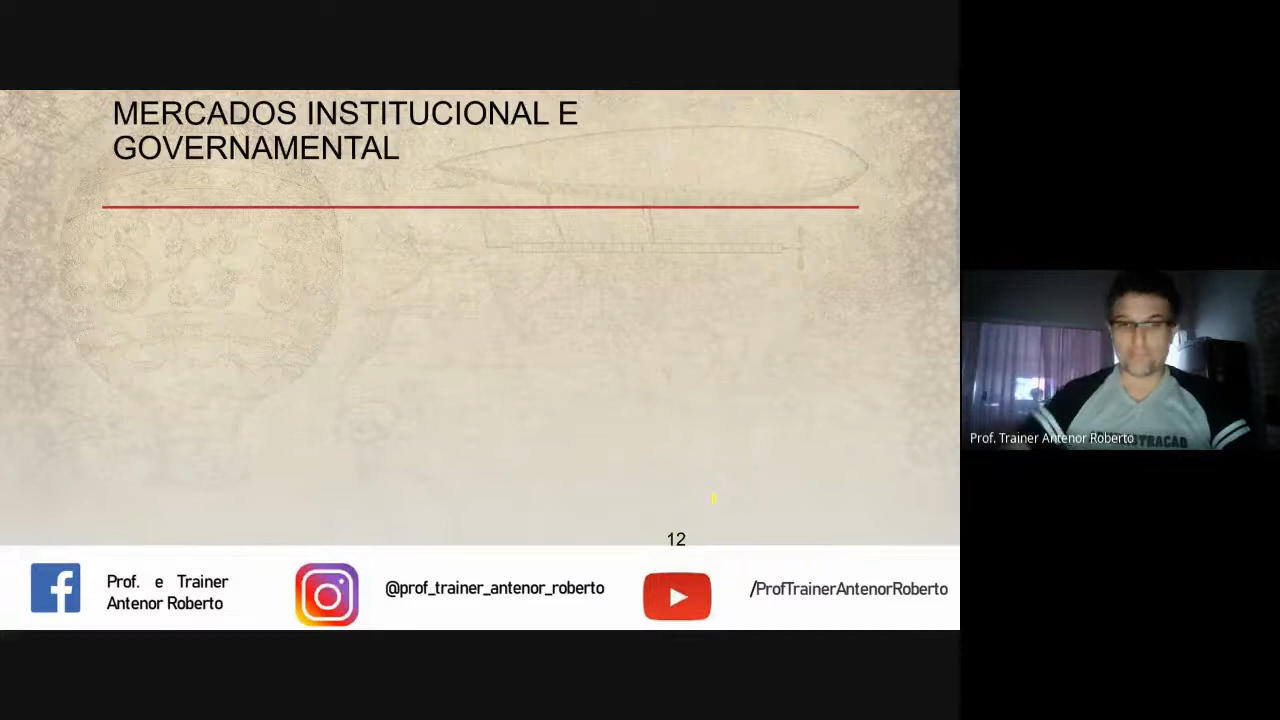 MERCADOS INSTITUCIONAL E
GOVERNAMENTAL
12
Prof. e Trainer
Antenor Roberto
@prof_trainer_antenor_roberto
/ProfTrainerAntenorRoberto
Prof. Trainer Antenor Roberto